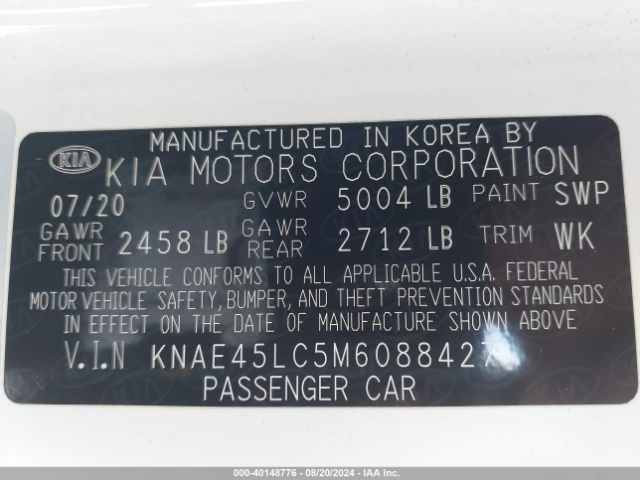 MANUFACTURED IN KOREA BY
KIA KIA MOTORS CORPORATION
07/20 GVWR 5004 LB PAINT SWP
GAWR FRONT 2458 LB GAWR REAR 2712 LB TRIM WK
THIS VEHICLE CONFORMS TO ALL APPLICABLE U.S.A. FEDERAL
MOTOR VEHICLE SAFETY, BUMPER, AND THEFT PREVENTION STANDARDS
IN EFFECT ON THE DATE OF MANUFACTURE SHOWN ABOVE
V.I.N KNAE45LC5M6088427
PASSENGER CAR
000-40148776 - 08/20/2024 - IAA Inc.